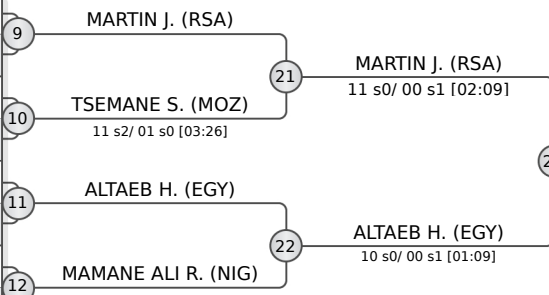 9
MARTIN J. (RSA)
21
MARTIN J. (RSA)
11 s0/ 00 s1 [02:09]
10
TSEMANE S. (MOZ)
11 s2/ 01 s0 [03:26]
11
ALTAEB H. (EGY)
22
ALTAEB H. (EGY)
10 s0/ 00 s1 [01:09]
12
MAMANE ALI R. (NIG)